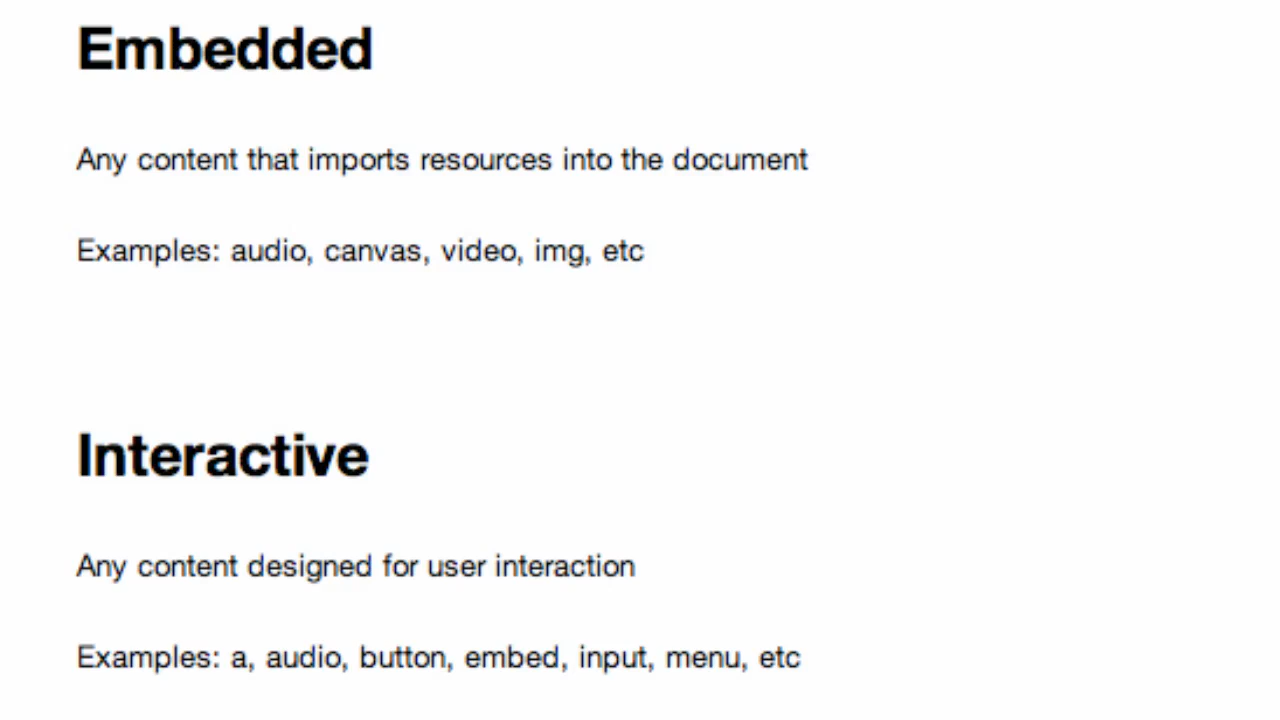 Embedded
Any content that imports resources into the document
Examples: audio, canvas, video, img, etc
Interactive
Any content designed for user interaction
Examples: a, audio, button, embed, input, menu, etc